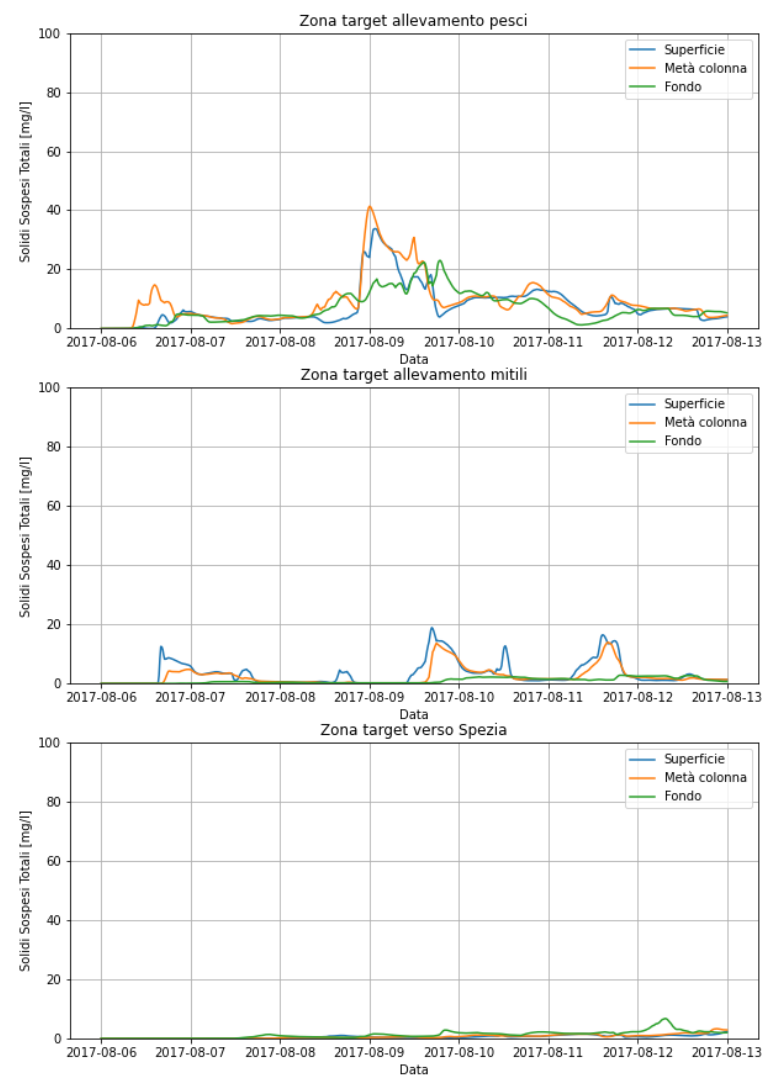 Zona target allevamento pesci
100
80
60
40
20
0
Solidi Sospesi Totali [mg/l]
Superficie
Metà colonna
Fondo
2017-08-06 2017-08-07 2017-08-08 2017-08-09 2017-08-10 2017-08-11 2017-08-12 2017-08-13
Data
Zona target allevamento mitili
100
80
60
40
20
0
Solidi Sospesi Totali [mg/l]
Superficie
Metà colonna
Fondo
2017-08-06 2017-08-07 2017-08-08 2017-08-09 2017-08-10 2017-08-11 2017-08-12 2017-08-13
Data
Zona target verso Spezia
100
80
60
40
20
0
Solidi Sospesi Totali [mg/l]
Superficie
Metà colonna
Fondo
2017-08-06 2017-08-07 2017-08-08 2017-08-09 2017-08-10 2017-08-11 2017-08-12 2017-08-13
Data